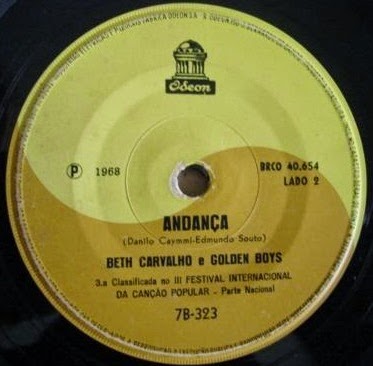 Odeon
℗ 1968
BRCO 40.654
LADO 2
ANDANÇA
(Danilo Caymmi-Edmundo Souto)
BETH CARVALHO e GOLDEN BOYS
3.a Classificada no III FESTIVAL INTERNACIONAL
DA CANÇÃO POPULAR - Parte Nacional
7B-323